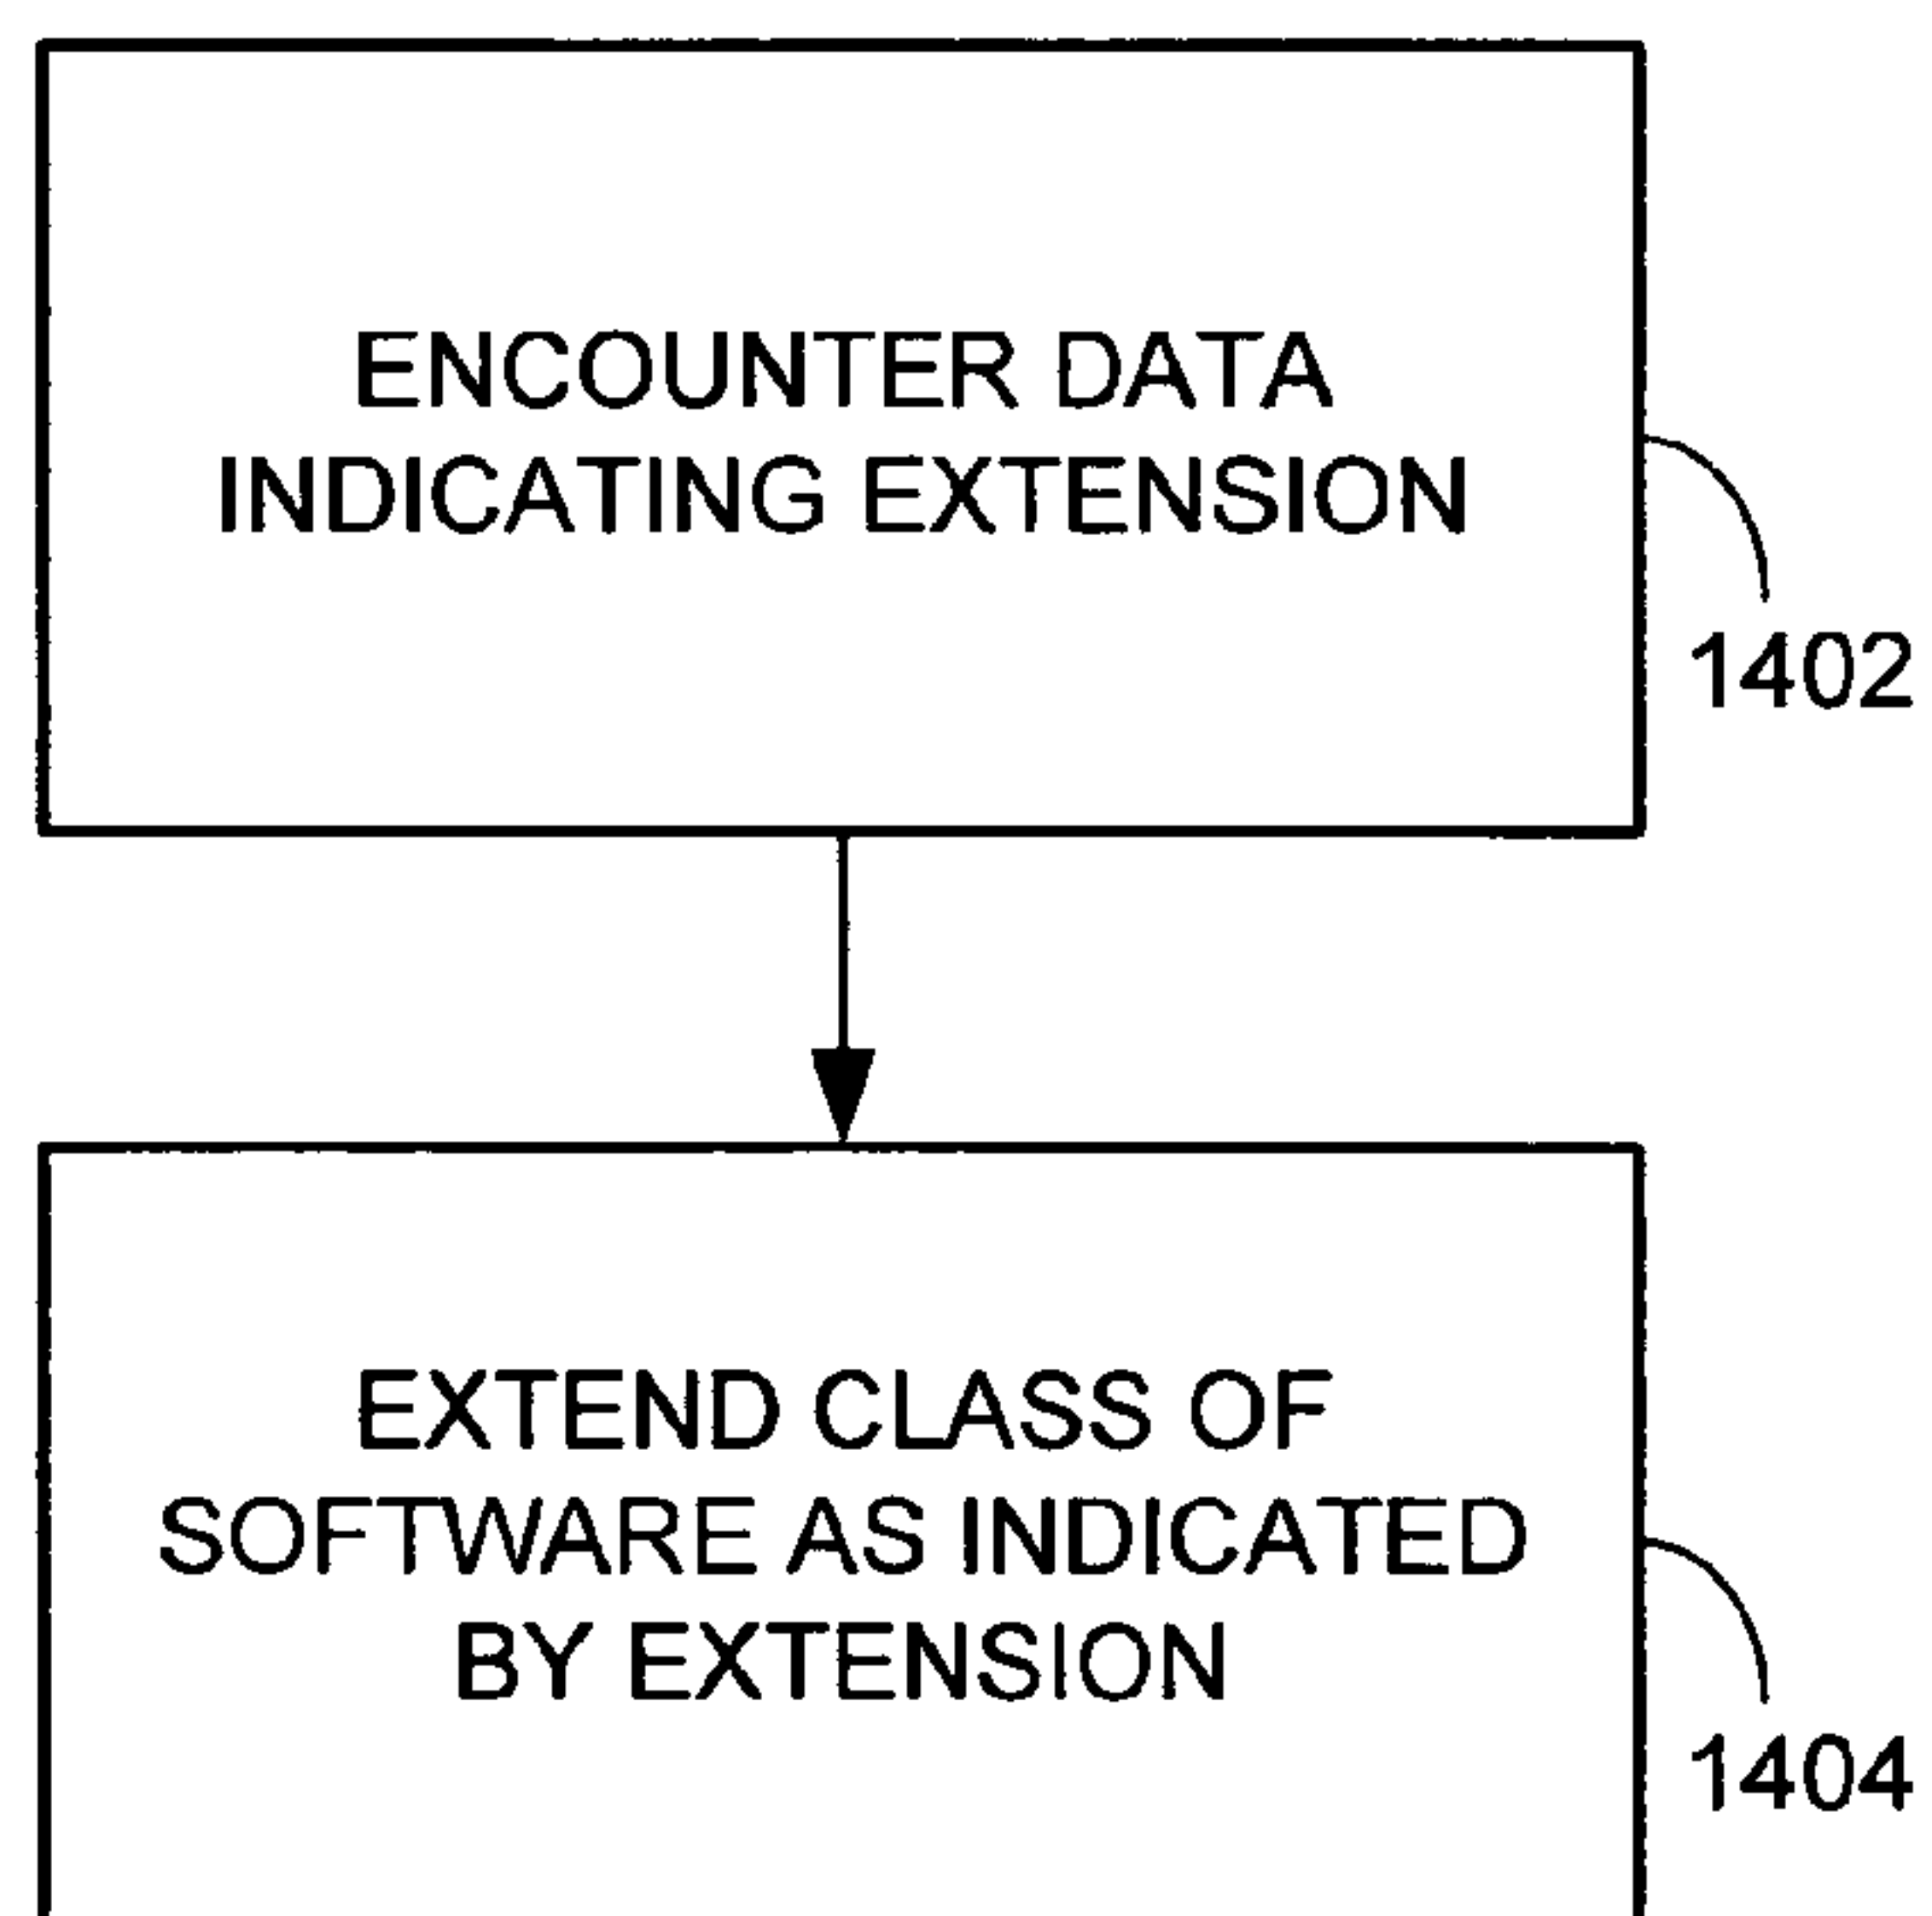 ENCOUNTER DATA
INDICATING EXTENSION
1402
EXTEND CLASS OF
SOFTWARE AS INDICATED
BY EXTENSION
1404